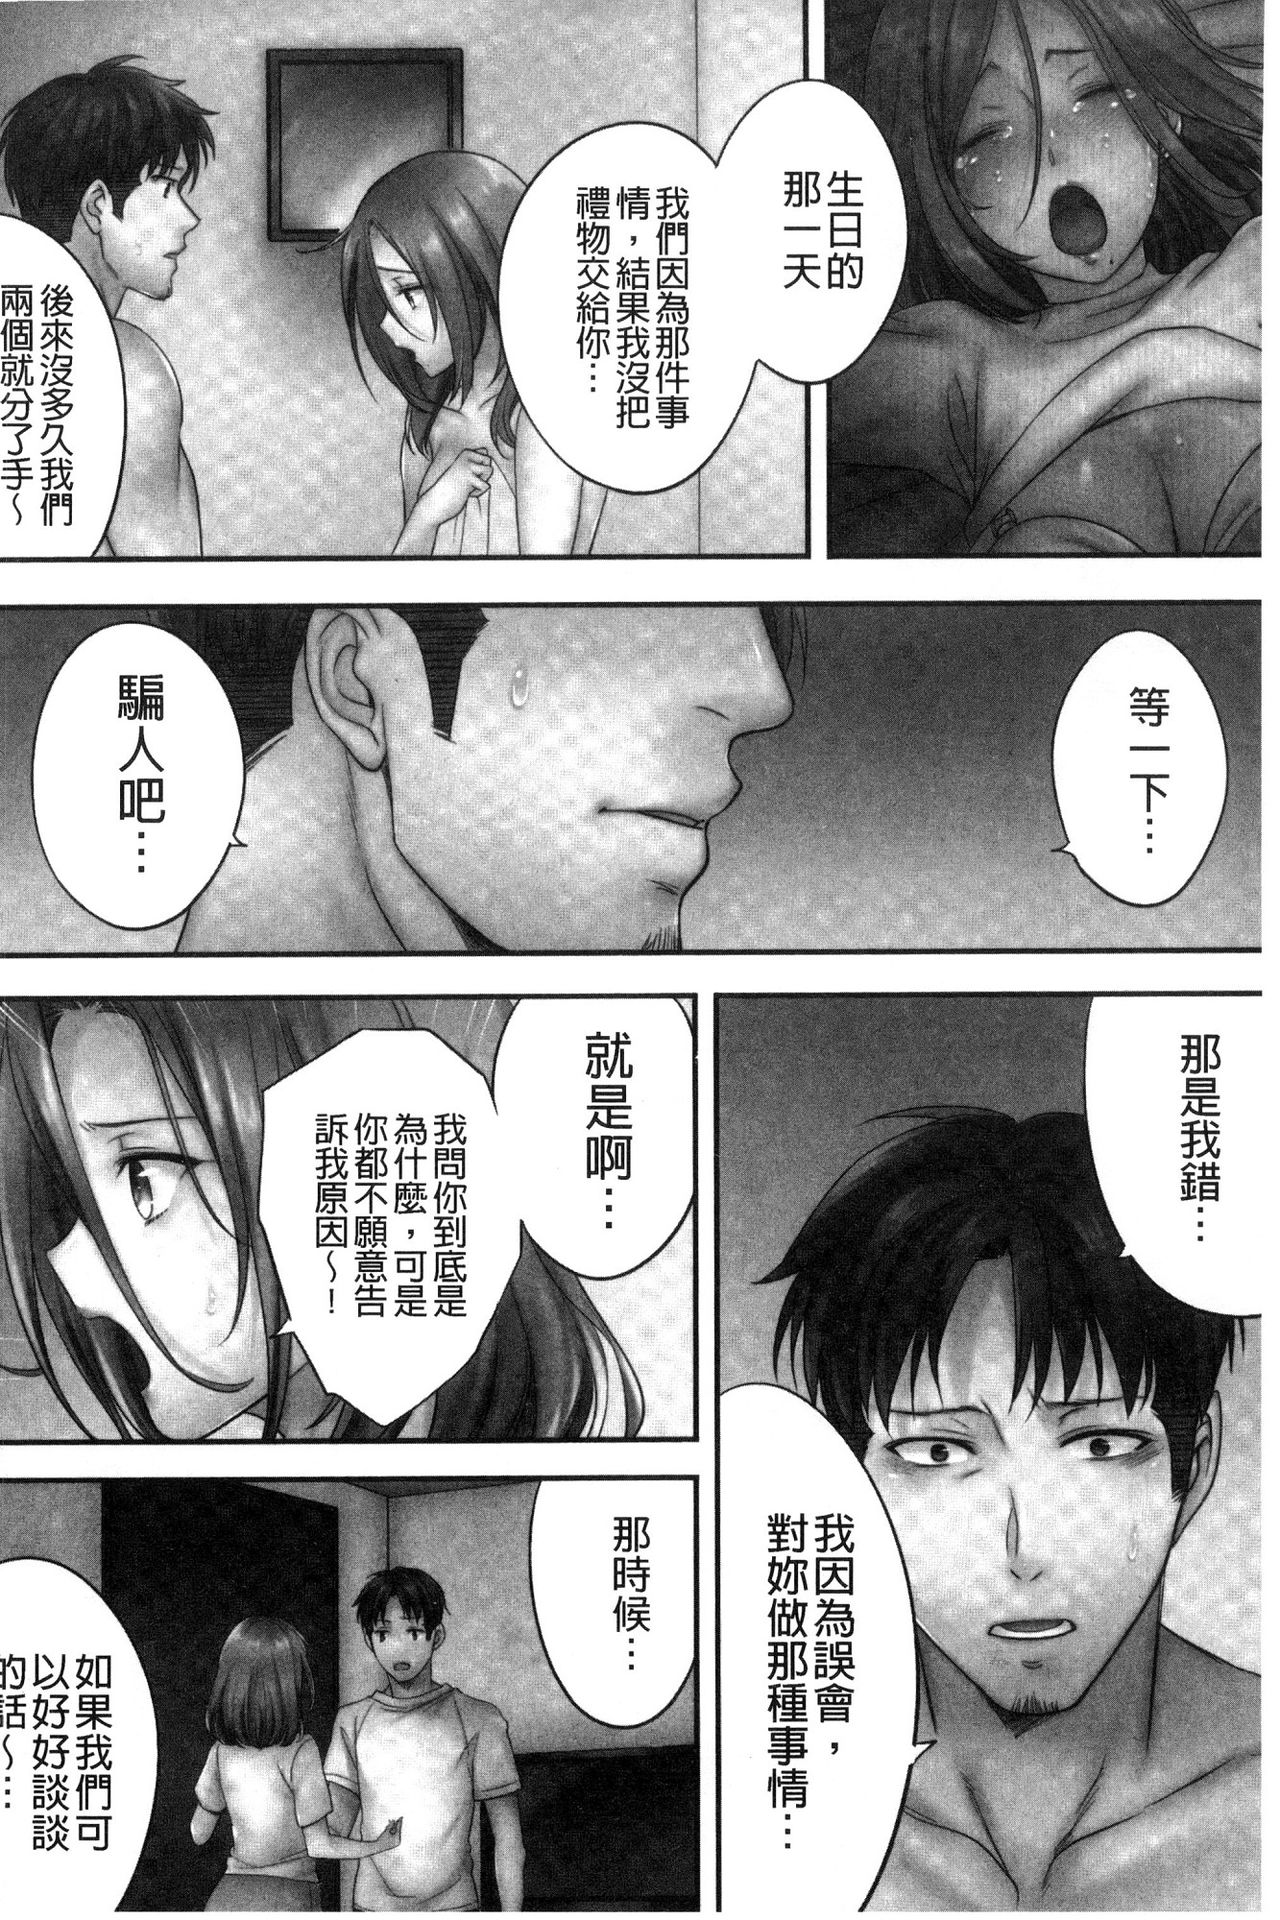 生日的
那一天
我們因為那件事
情，結果我沒把
禮物交給你…
後來沒多久我們
兩個就分了手～
等一下…
騙人吧…
那是我錯…
我因為誤會，
對妳做那種事情…
就是啊…
我問你到底是
為什麼，可是
你都不願意告
訴我原因～！
那時候…
如果我們可
以好好談談
的話～…